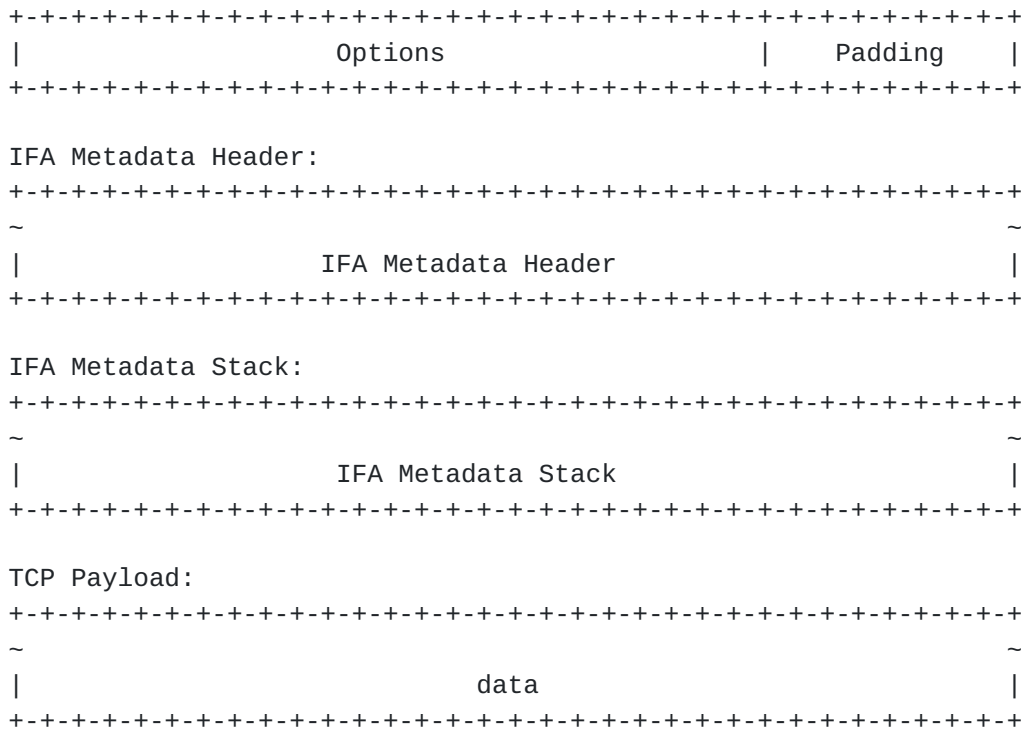 +-+-+-+-+-+-+-+-+-+-+-+-+-+-+-+-+-+-+-+-+-+-+-+-+-+-+-+-+-+-+-+-+
|                    Options                    |    Padding    |
+-+-+-+-+-+-+-+-+-+-+-+-+-+-+-+-+-+-+-+-+-+-+-+-+-+-+-+-+-+-+-+-+
IFA Metadata Header:
+-+-+-+-+-+-+-+-+-+-+-+-+-+-+-+-+-+-+-+-+-+-+-+-+-+-+-+-+-+-+-+-+
~                                                               ~
|                   IFA Metadata Header                         |
+-+-+-+-+-+-+-+-+-+-+-+-+-+-+-+-+-+-+-+-+-+-+-+-+-+-+-+-+-+-+-+-+
IFA Metadata Stack:
+-+-+-+-+-+-+-+-+-+-+-+-+-+-+-+-+-+-+-+-+-+-+-+-+-+-+-+-+-+-+-+-+
~                                                               ~
|                    IFA Metadata Stack                         |
+-+-+-+-+-+-+-+-+-+-+-+-+-+-+-+-+-+-+-+-+-+-+-+-+-+-+-+-+-+-+-+-+
TCP Payload:
+-+-+-+-+-+-+-+-+-+-+-+-+-+-+-+-+-+-+-+-+-+-+-+-+-+-+-+-+-+-+-+-+
~                                                               ~
|                             data                              |
+-+-+-+-+-+-+-+-+-+-+-+-+-+-+-+-+-+-+-+-+-+-+-+-+-+-+-+-+-+-+-+-+